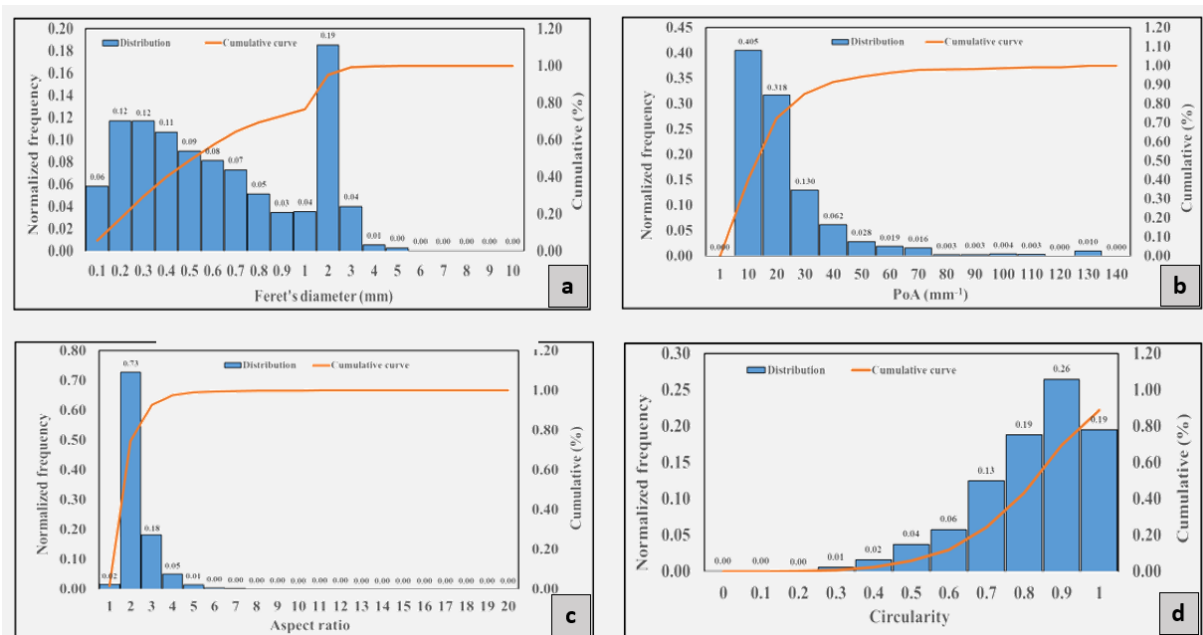 0.20 1.20
Distribution Cumulative curve
0.18
0.16 1.00
0.14
0.12 0.80
0.10 0.60
0.08
0.06 0.40
0.04 0.20
0.02
0.00 0.00
Normalized frequency
Cumulative (%)
0.06 0.12 0.12 0.11 0.09 0.08 0.07 0.05 0.03 0.04 0.19 0.04 0.01 0.00 0.00 0.00 0.00 0.00 0.00
0.1 0.2 0.3 0.4 0.5 0.6 0.7 0.8 0.9 1 2 3 4 5 6 7 8 9 10
Feret's diameter (mm)
a
0.45 1.20
Distribution Cumulative curve
0.40 1.10
0.35 1.00
0.30 0.90
0.25 0.80
0.20 0.70
0.15 0.60
0.10 0.50
0.05 0.40
0.00 0.30
0.20
0.10
0.00
Normalized frequency
Cumulative (%)
0.000 0.405 0.318 0.130 0.062 0.028 0.019 0.016 0.003 0.003 0.004 0.003 0.000 0.010 0.000
1 10 20 30 40 50 60 70 80 90 100 110 120 130 140
PoA (mm⁻¹)
b
0.80 1.20
Distribution Cumulative curve
0.70 1.00
0.60
0.50 0.80
0.40 0.60
0.30 0.40
0.20
0.10 0.20
0.00 0.00
Normalized frequency
Cumulative (%)
0.02 0.73 0.18 0.05 0.01 0.00 0.00 0.00 0.00 0.00 0.00 0.00 0.00 0.00 0.00 0.00 0.00 0.00 0.00 0.00
1 2 3 4 5 6 7 8 9 10 11 12 13 14 15 16 17 18 19 20
Aspect ratio
c
0.30 1.20
Distribution Cumulative curve
0.25 1.00
0.20 0.80
0.15 0.60
0.10 0.40
0.05 0.20
0.00 0.00
Normalized frequency
Cumulative (%)
0.00 0.00 0.00 0.01 0.02 0.04 0.06 0.13 0.19 0.26 0.19
0 0.1 0.2 0.3 0.4 0.5 0.6 0.7 0.8 0.9 1
Circularity
d